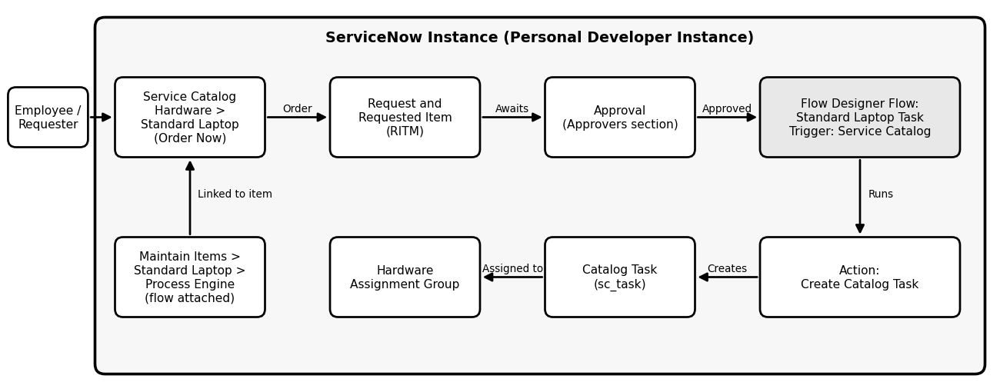 ServiceNow Instance (Personal Developer Instance)
Employee /
Requester
Service Catalog
Hardware >
Standard Laptop
(Order Now)
Order
Request and
Requested Item
(RITM)
Awaits
Approval
(Approvers section)
Approved
Flow Designer Flow:
Standard Laptop Task
Trigger: Service Catalog
Linked to item
Runs
Maintain Items >
Standard Laptop >
Process Engine
(flow attached)
Hardware
Assignment Group
Assigned to
Catalog Task
(sc_task)
Creates
Action:
Create Catalog Task